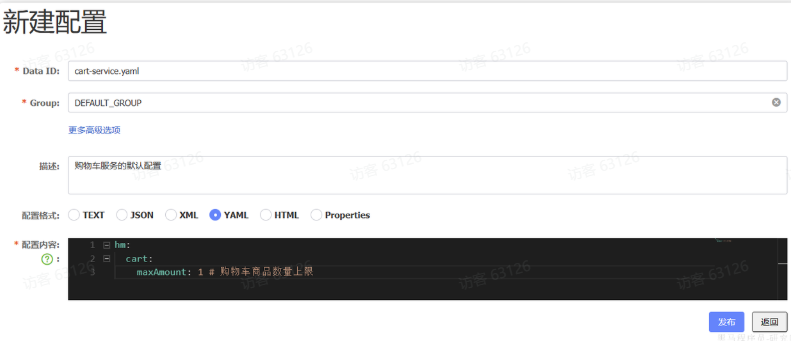 新建配置
* Data ID: cart-service.yaml
* Group: DEFAULT_GROUP
更多高级选项
描述: 购物车服务的默认配置
配置格式: TEXT JSON XML YAML HTML Properties
* 配置内容: 1 hm:
? : 2 cart:
3 maxAmount: 1 # 购物车商品数量上限
发布 返回
访客 63126
访客 63126
访客 63126
访客 63126
访客 63126
访客 63126
访客 63126
访客 63126
访客 63126
访客 63126